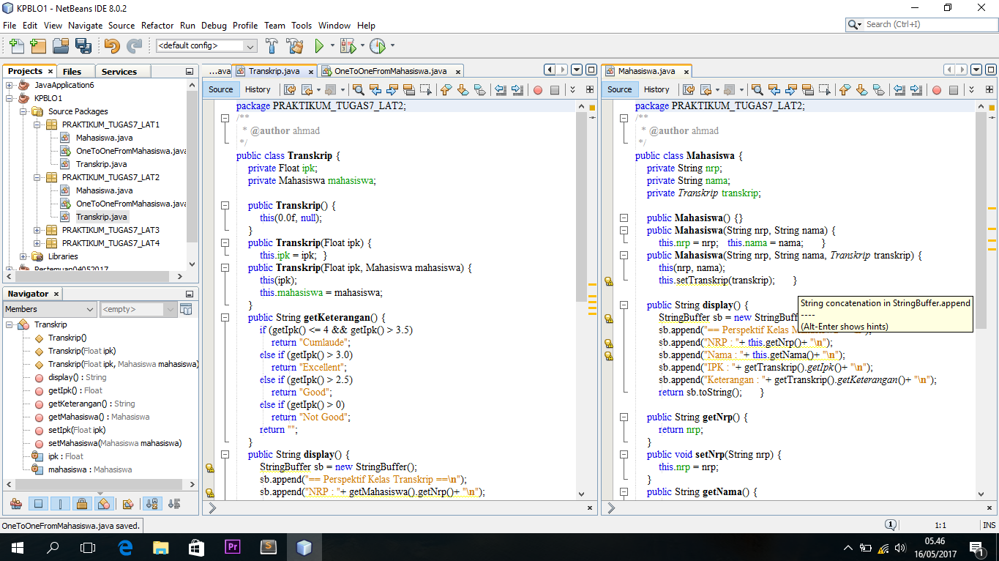 KPBLO1 - NetBeans IDE 8.0.2
File Edit View Navigate Source Refactor Run Debug Profile Team Tools Window Help
Search (Ctrl+I)
<default config>
Projects × Files Services
JavaApplication6
KPBLO1
Source Packages
PRAKTIKUM_TUGAS7_LAT1
Mahasiswa.java
OneToOneFromMahasiswa.java
Transkrip.java
PRAKTIKUM_TUGAS7_LAT2
Mahasiswa.java
OneToOneFromMahasiswa.java
Transkrip.java
PRAKTIKUM_TUGAS7_LAT3
PRAKTIKUM_TUGAS7_LAT4
Libraries
Pertemuan04052017
Navigator ×
Members <empty>
Transkrip
Transkrip()
Transkrip(Float ipk)
Transkrip(Float ipk, Mahasiswa mahasiswa)
display() : String
getIpk() : Float
getKeterangan() : String
getMahasiswa() : Mahasiswa
setIpk(Float ipk)
setMahasiswa(Mahasiswa mahasiswa)
ipk : Float
mahasiswa : Mahasiswa
...ava Transkrip.java × OneToOneFromMahasiswa.java ×
Source History
package PRAKTIKUM_TUGAS7_LAT2;
/**
* @author ahmad
*/
public class Transkrip {
private Float ipk;
private Mahasiswa mahasiswa;
public Transkrip() {
this(0.0f, null);
}
public Transkrip(Float ipk) {
this.ipk = ipk; }
public Transkrip(Float ipk, Mahasiswa mahasiswa) {
this(ipk);
this.mahasiswa = mahasiswa;
}
public String getKeterangan() {
if (getIpk() <= 4 && getIpk() > 3.5)
return "Cumlaude";
else if (getIpk() > 3.0)
return "Excellent";
else if (getIpk() > 2.5)
return "Good";
else if (getIpk() > 0)
return "Not Good";
return "";
}
public String display() {
StringBuffer sb = new StringBuffer();
sb.append("== Perspektif Kelas Transkrip ==\n");
sb.append("NRP : "+ getMahasiswa().getNrp()+ "\n");
Mahasiswa.java ×
Source History
package PRAKTIKUM_TUGAS7_LAT2;
/**
* @author ahmad
*/
public class Mahasiswa {
private String nrp;
private String nama;
private Transkrip transkrip;
public Mahasiswa() {}
public Mahasiswa(String nrp, String nama) {
this.nrp = nrp; this.nama = nama; }
public Mahasiswa(String nrp, String nama, Transkrip transkrip) {
this(nrp, nama);
this.setTranskrip(transkrip); }
public String display() {
StringBuffer sb = new StringBuff
sb.append("== Perspektif Kelas M
sb.append("NRP : "+ this.getNrp()+ "\n");
sb.append("Nama : "+ this.getNama()+ "\n");
sb.append("IPK : "+ getTranskrip().getIpk()+ "\n");
sb.append("Keterangan : "+ getTranskrip().getKeterangan()+ "\n");
return sb.toString(); }
public String getNrp() {
return nrp;
}
public void setNrp(String nrp) {
this.nrp = nrp;
}
public String getNama() {
String concatenation in StringBuffer.append
----
(Alt-Enter shows hints)
OneToOneFromMahasiswa.java saved.
1 1:1 INS
Pr S
05.46
16/05/2017
1